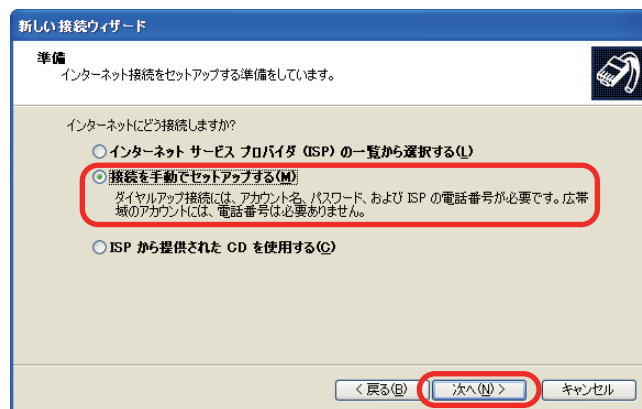 新しい接続ウィザード
準備
インターネット接続をセットアップする準備をしています。
インターネットにどう接続しますか?
インターネット サービス プロバイダ (ISP) の一覧から選択する(L)
接続を手動でセットアップする(M)
ダイヤルアップ接続には、アカウント名、パスワード、および ISP の電話番号が必要です。広帯
域のアカウントには、電話番号は必要ありません。
ISP から提供された CD を使用する(C)
< 戻る(B) 次へ(N) > キャンセル